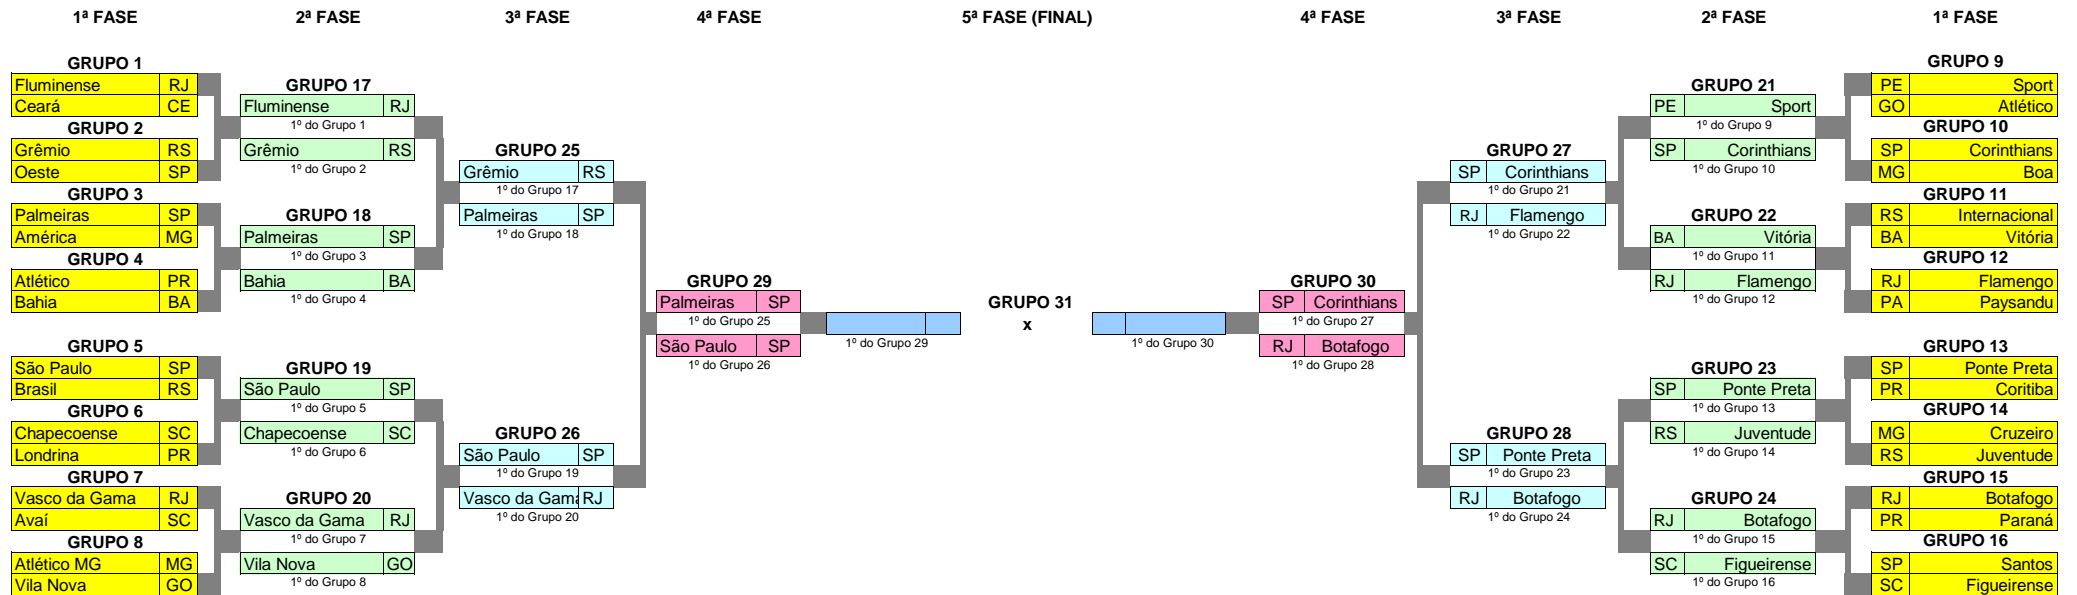 1ª FASE 2ª FASE 3ª FASE 4ª FASE 5ª FASE (FINAL) 4ª FASE 3ª FASE 2ª FASE 1ª FASE
GRUPO 1
Fluminense RJ
Ceará CE
GRUPO 2
Grêmio RS
Oeste SP
GRUPO 3
Palmeiras SP
América MG
GRUPO 4
Atlético PR
Bahia BA
GRUPO 5
São Paulo SP
Brasil RS
GRUPO 6
Chapecoense SC
Londrina PR
GRUPO 7
Vasco da Gama RJ
Avaí SC
GRUPO 8
Atlético MG MG
Vila Nova GO
GRUPO 17
Fluminense RJ
1º do Grupo 1
Grêmio RS
1º do Grupo 2
GRUPO 18
Palmeiras SP
1º do Grupo 3
Bahia BA
1º do Grupo 4
GRUPO 19
São Paulo SP
1º do Grupo 5
Chapecoense SC
1º do Grupo 6
GRUPO 20
Vasco da Gama RJ
1º do Grupo 7
Vila Nova GO
1º do Grupo 8
GRUPO 25
Grêmio RS
1º do Grupo 17
Palmeiras SP
1º do Grupo 18
GRUPO 26
São Paulo SP
1º do Grupo 19
Vasco da Gama RJ
1º do Grupo 20
GRUPO 29
Palmeiras SP
1º do Grupo 25
São Paulo SP
1º do Grupo 26
GRUPO 31
x
1º do Grupo 29
1º do Grupo 30
GRUPO 30
SP Corinthians
1º do Grupo 27
RJ Botafogo
1º do Grupo 28
GRUPO 27
SP Corinthians
1º do Grupo 21
RJ Flamengo
1º do Grupo 22
GRUPO 28
SP Ponte Preta
1º do Grupo 23
RJ Botafogo
1º do Grupo 24
GRUPO 21
PE Sport
1º do Grupo 9
SP Corinthians
1º do Grupo 10
GRUPO 22
BA Vitória
1º do Grupo 11
RJ Flamengo
1º do Grupo 12
GRUPO 23
SP Ponte Preta
1º do Grupo 13
RS Juventude
1º do Grupo 14
GRUPO 24
RJ Botafogo
1º do Grupo 15
SC Figueirense
1º do Grupo 16
GRUPO 9
PE Sport
GO Atlético
GRUPO 10
SP Corinthians
MG Boa
GRUPO 11
RS Internacional
BA Vitória
GRUPO 12
RJ Flamengo
PA Paysandu
GRUPO 13
SP Ponte Preta
PR Coritiba
GRUPO 14
MG Cruzeiro
RS Juventude
GRUPO 15
RJ Botafogo
PR Paraná
GRUPO 16
SP Santos
SC Figueirense